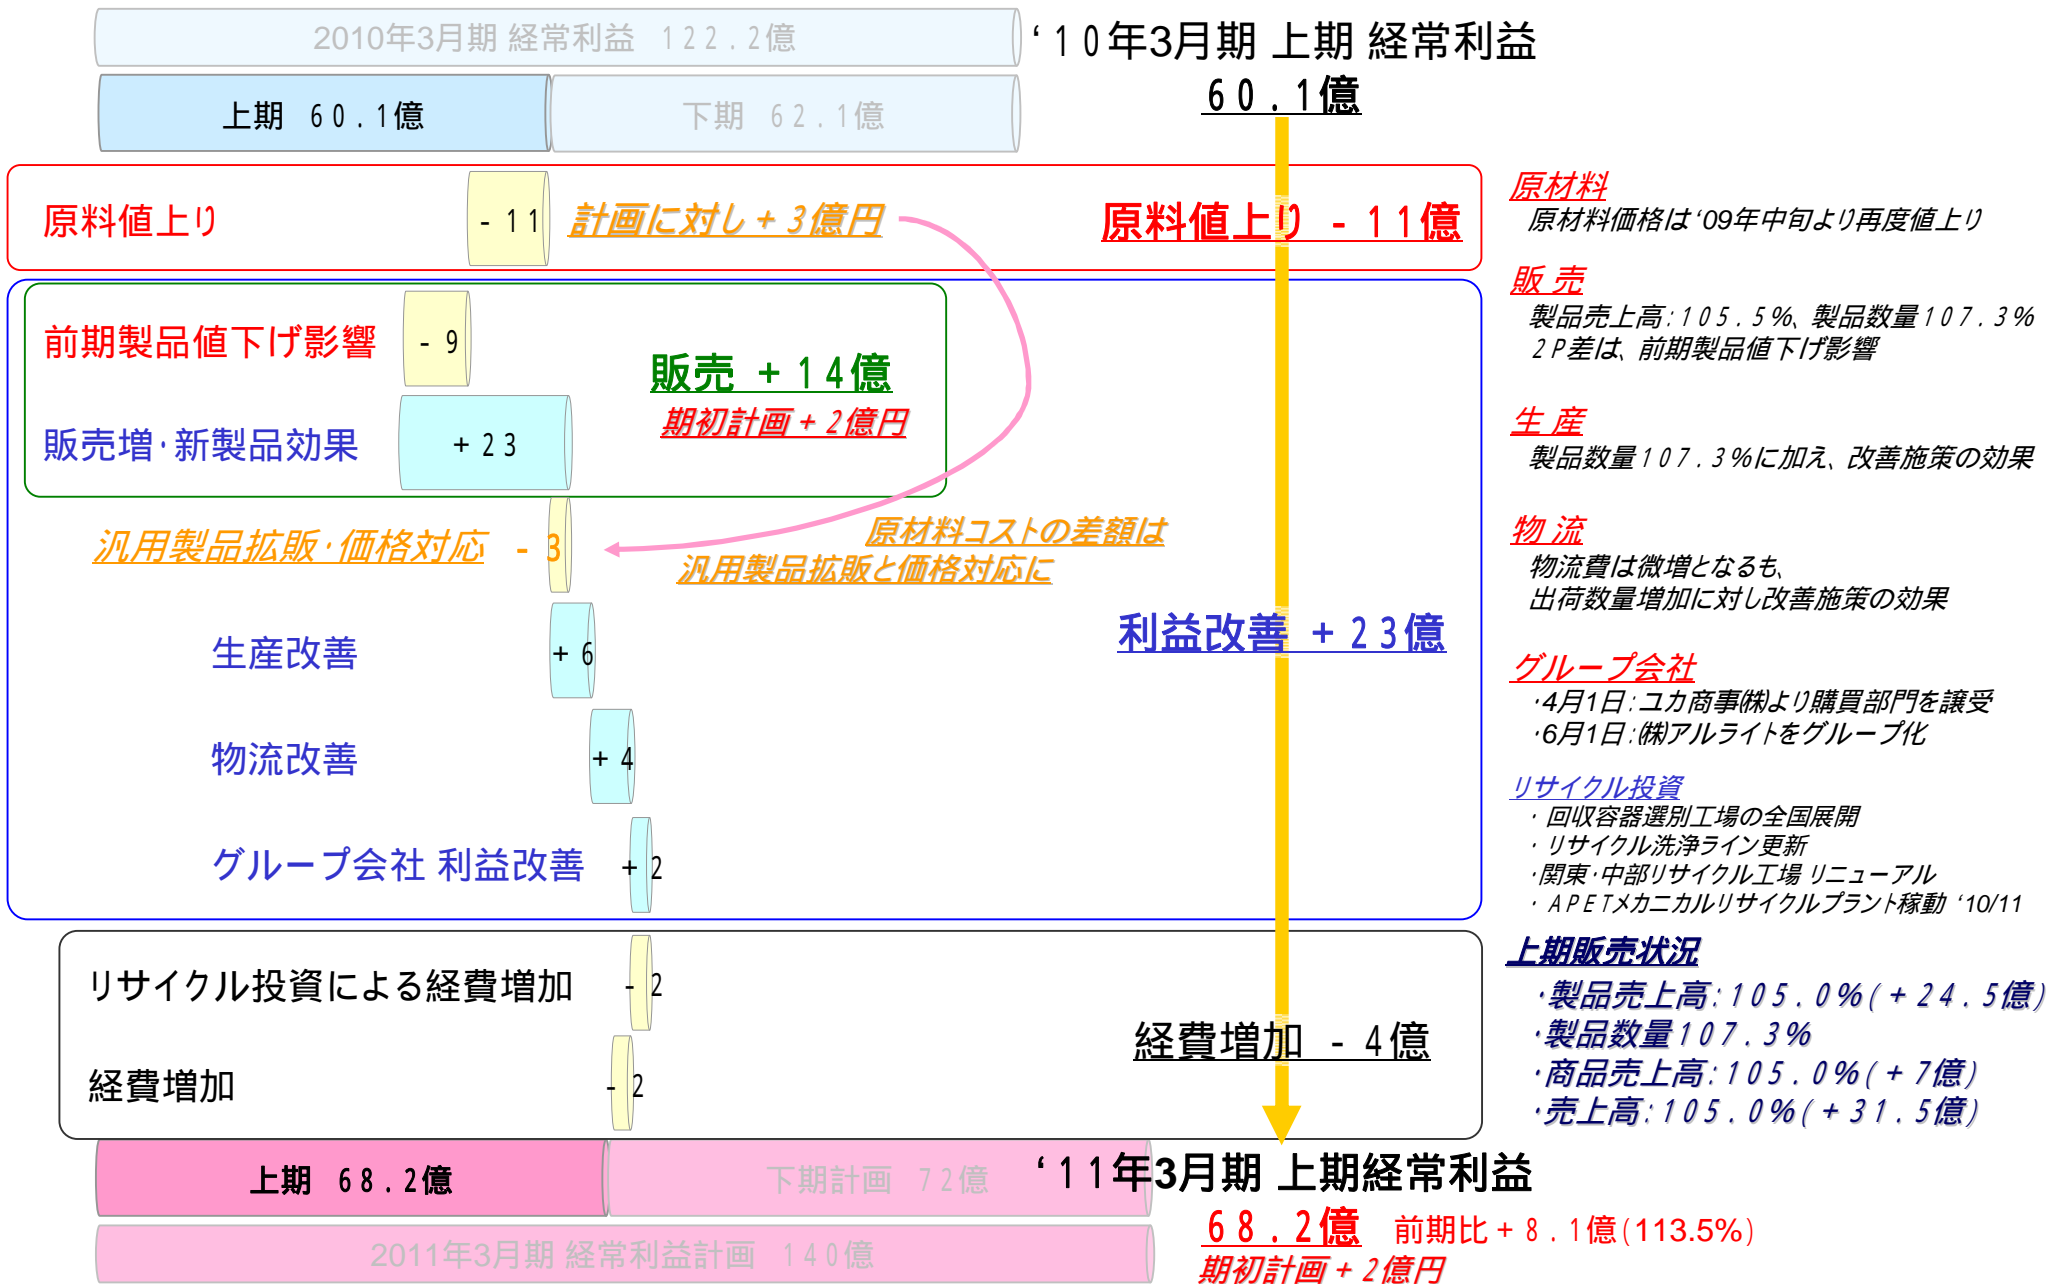 2010年3月期 経常利益　１２２.２億
‘１０年3月期 上期 経常利益
６０.１億
上期　６０.１億
下期　６２.１億
原料値上り
－１１
計画に対し＋３億円
原料値上り －１１億
前期製品値下げ影響
－９
販売増・新製品効果
＋２３
販売 ＋１４億
期初計画＋２億円
汎用製品拡販・価格対応　－３
原材料コストの差額は
汎用製品拡販と価格対応に
生産改善
＋６
物流改善
＋４
グループ会社 利益改善
＋２
利益改善 ＋２３億
リサイクル投資による経費増加
－２
経費増加
－２
経費増加 －４億
上期　６８.２億
下期計画　７２億
2011年3月期 経常利益計画　１４０億
‘１１年3月期 上期経常利益
６８.２億　前期比＋８.１億(113.5%)
期初計画＋２億円
原材料
原材料価格は‘09年中旬より再度値上り
販 売
製品売上高：１０５.５％、製品数量１０７.３％
２Ｐ差は、前期製品値下げ影響
生 産
製品数量１０７.３％に加え、改善施策の効果
物 流
物流費は微増となるも、
出荷数量増加に対し改善施策の効果
グループ会社
・4月1日：ユカ商事㈱より購買部門を譲受
・6月1日：㈱アルライトをグループ化
リサイクル投資
・ 回収容器選別工場の全国展開
・ リサイクル洗浄ライン更新
・関東・中部リサイクル工場 リニューアル
・ ＡＰＥＴメカニカルリサイクルプラント稼動 ‘10/11
上期販売状況
・製品売上高：１０５.０％(＋２４.５億)
・製品数量１０７.３％
・商品売上高：１０５.０％(＋７億)
・売上高：１０５.０％(＋３１.５億)